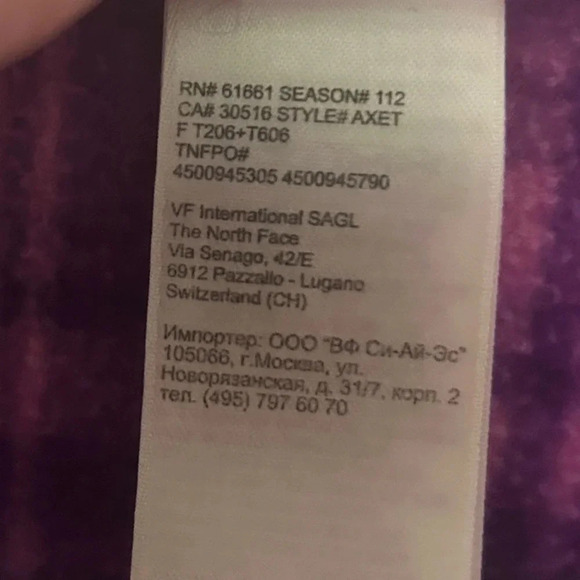 RN# 61661 SEASON# 112
CA# 30516 STYLE# AXET
F T206+T606
TNFPO#
4500945305 4500945790
VF International SAGL
The North Face
Via Senago, 42/E
6912 Pazzallo - Lugano
Switzerland (CH)
Импортер: ООО "ВФ Си-Ай-Эс"
105066, г.Москва, ул.
Новорязанская, д. 31/7, корп. 2
тел. (495) 797 60 70